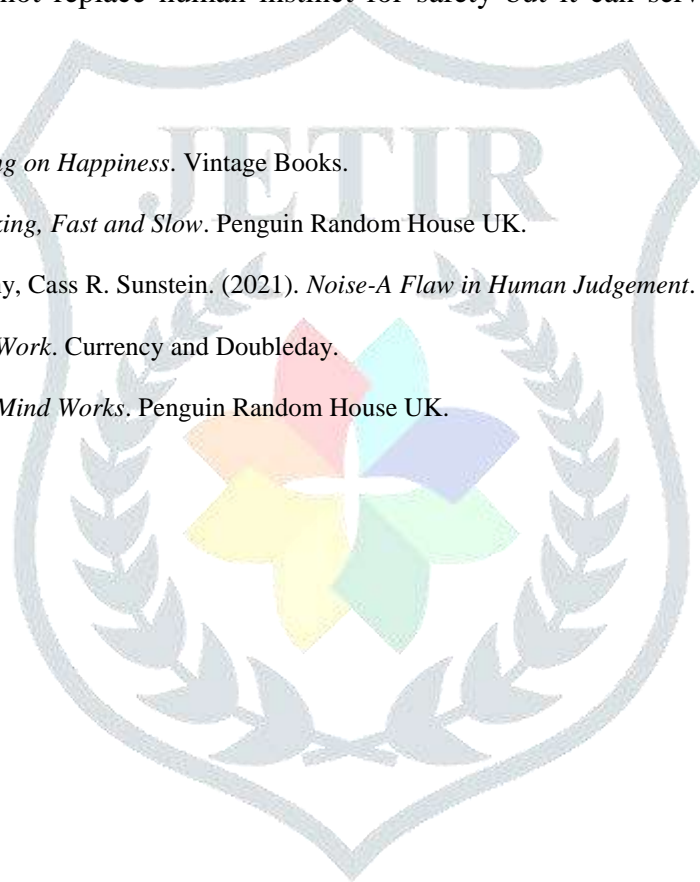 not replace human instinct for safety but it can serv
JETIR
ng on Happiness. Vintage Books.
king, Fast and Slow. Penguin Random House UK.
ny, Cass R. Sunstein. (2021). Noise-A Flaw in Human Judgement.
Work. Currency and Doubleday.
Mind Works. Penguin Random House UK.